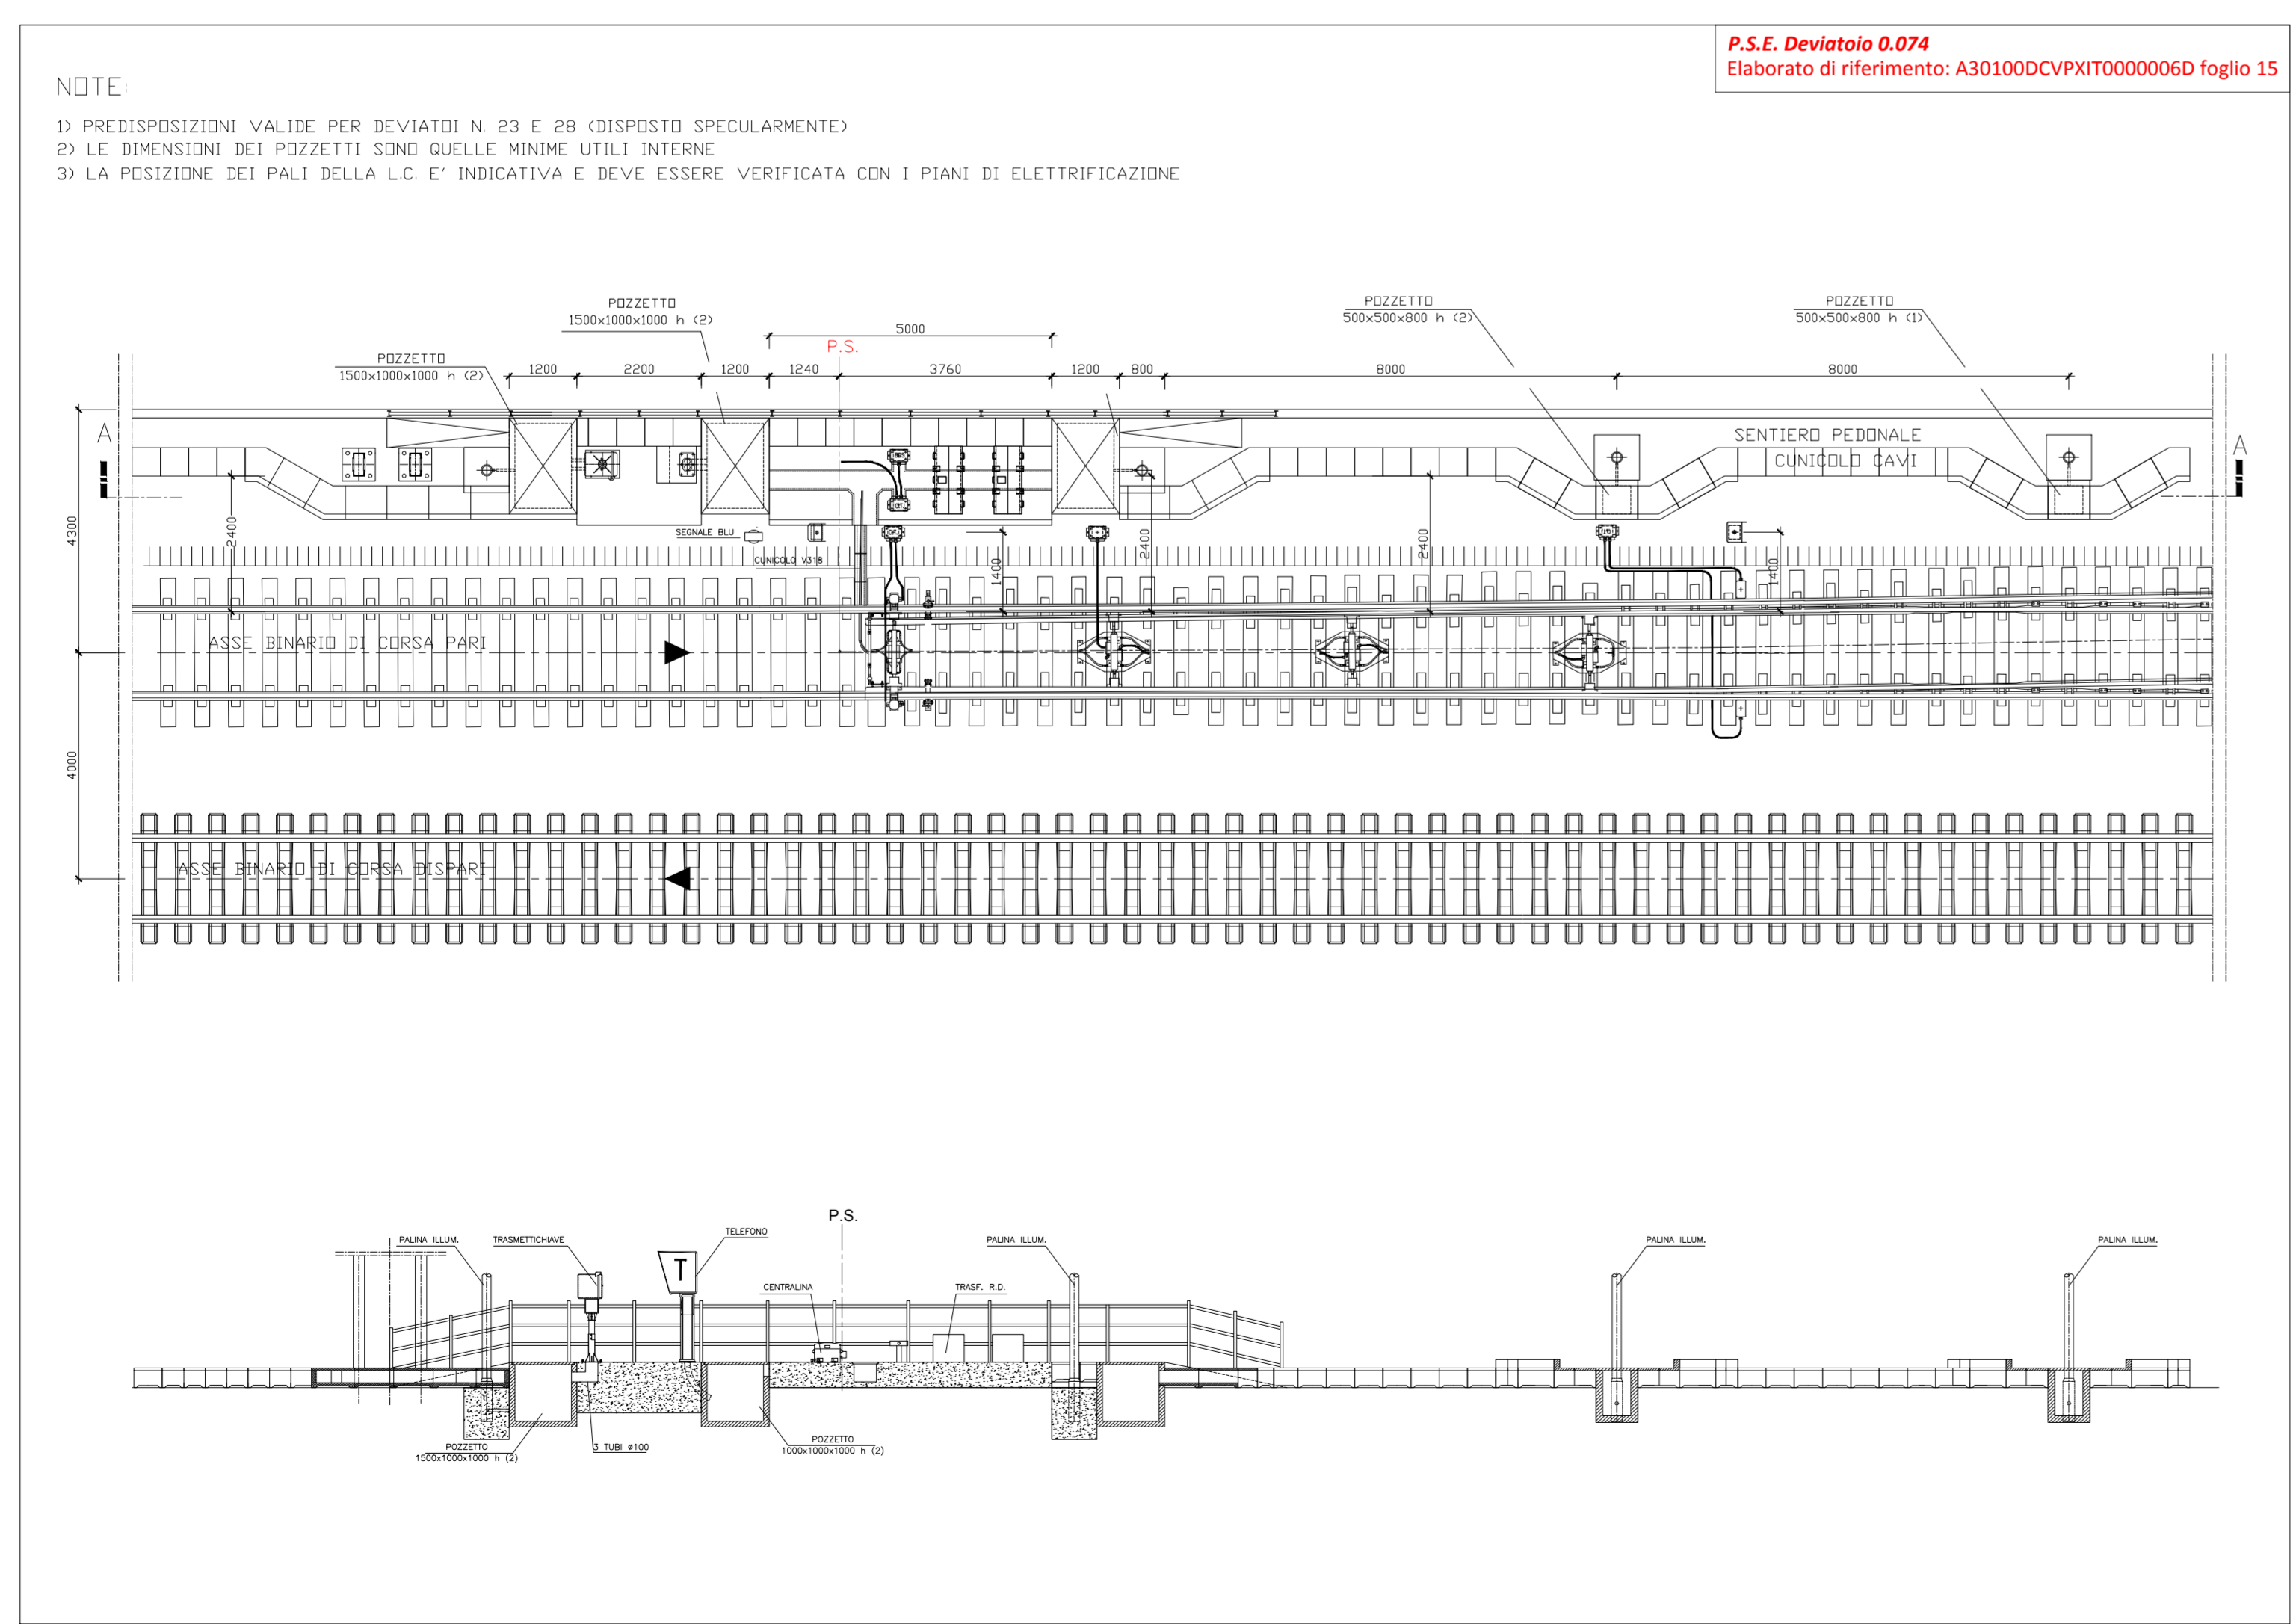 P.S.E. Deviatoio 0.074
Elaborato di riferimento: A30100DCVPXIT0000006D foglio 15
NOTE:
1) PREDISPOSIZIONI VALIDE PER DEVIATOI N. 23 E 28 (DISPOSTO SPECULARMENTE)
2) LE DIMENSIONI DEI POZZETTI SONO QUELLE MINIME UTILI INTERNE
3) LA POSIZIONE DEI PALI DELLA L.C. E' INDICATIVA E DEVE ESSERE VERIFICATA CON I PIANI DI ELETTRIFICAZIONE
POZZETTO
1500x1000x1000 h (2)
POZZETTO
1500x1000x1000 h (2)
5000
P.S.
POZZETTO
500x500x800 h (2)
POZZETTO
500x500x800 h (1)
1200
2200
1200
1240
3760
1200
800
8000
8000
A
A
SENTIERO PEDONALE
CUNICOLO CAVI
4300
2400
SEGNALE BLU
CUNICOLO V318
1400
2400
2400
1400
ASSE BINARIO DI CORSA PARI
4000
ASSE BINARIO DI CORSA DISPARI
P.S.
PALINA ILLUM.
TRASMETTICHIAVE
TELEFONO
T
CENTRALINA
PALINA ILLUM.
TRASF. R.D.
PALINA ILLUM.
PALINA ILLUM.
POZZETTO
1500x1000x1000 h (2)
3 TUBI ø100
POZZETTO
1000x1000x1000 h (2)